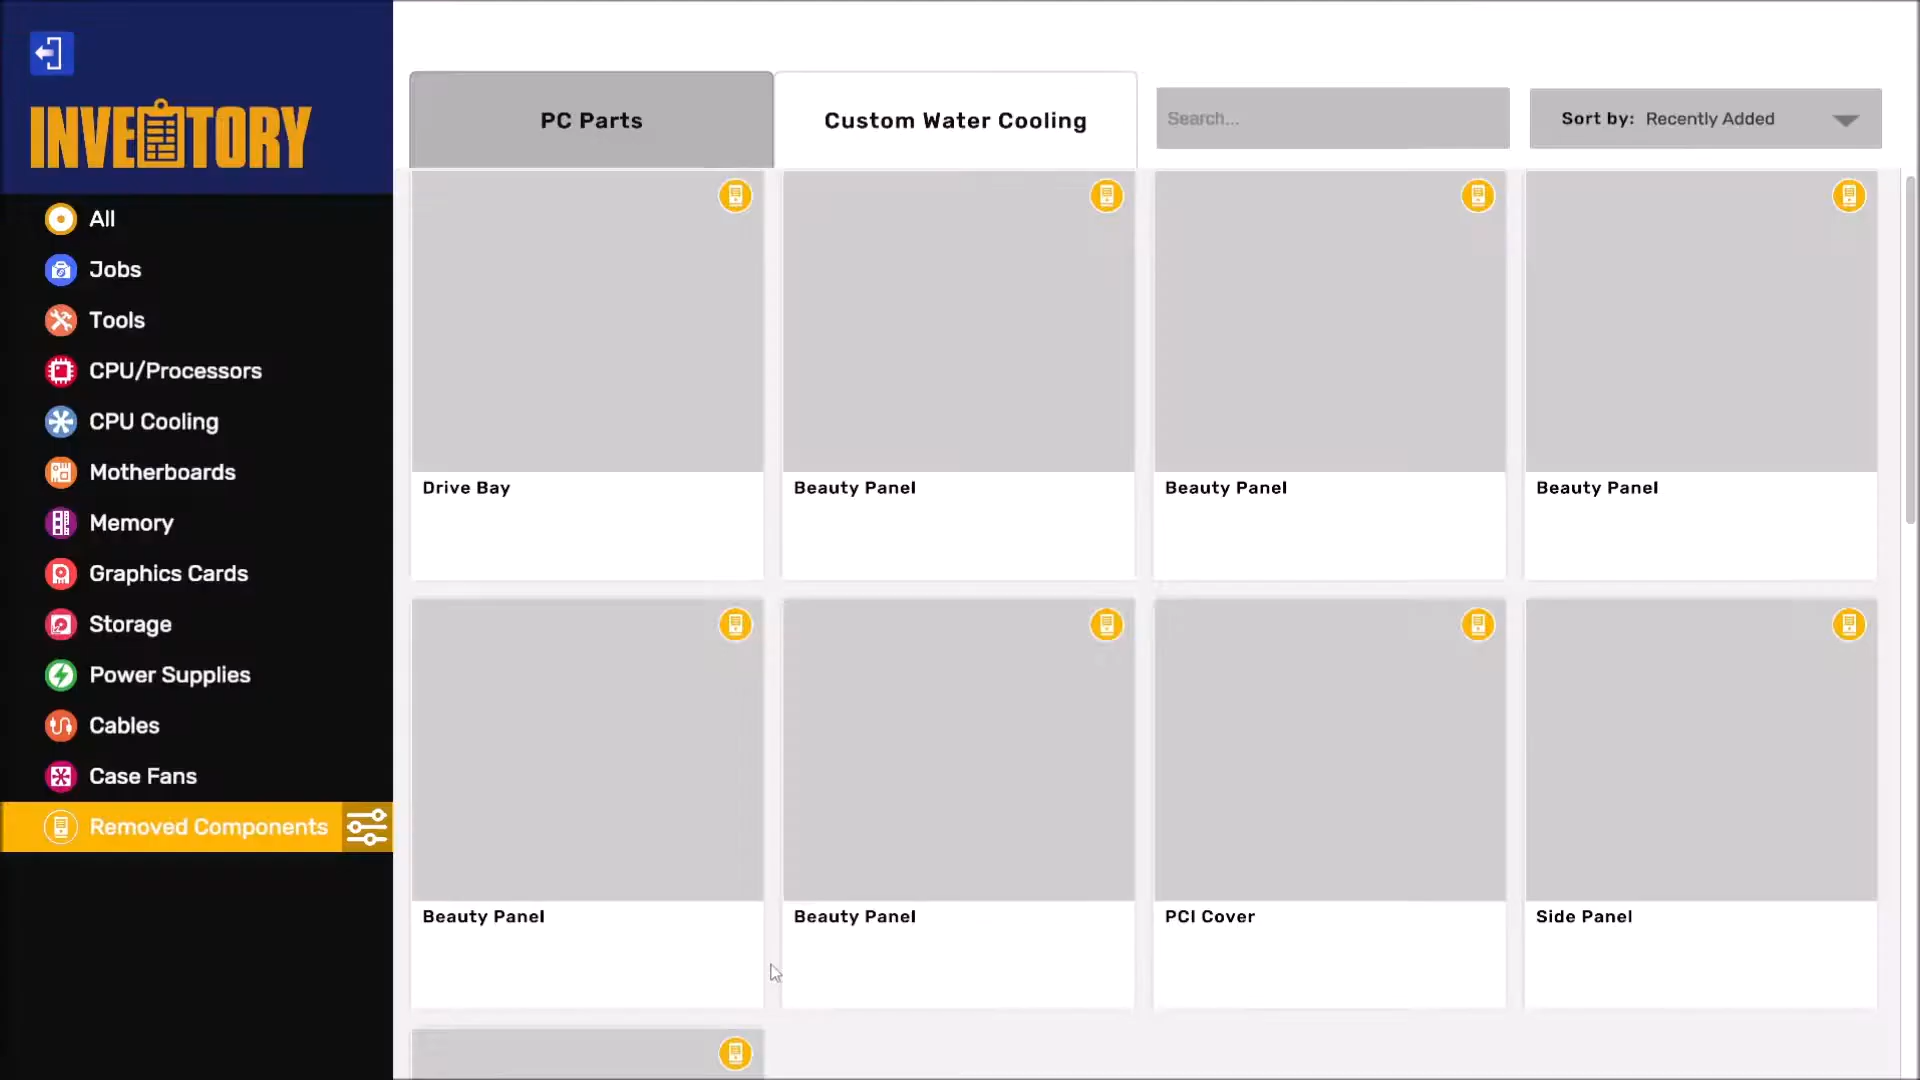 INVENTORY
All
Jobs
Tools
CPU/Processors
CPU Cooling
Motherboards
Memory
Graphics Cards
Storage
Power Supplies
Cables
Case Fans
Removed Components
PC Parts
Custom Water Cooling
Search...
Sort by: Recently Added
Drive Bay
Beauty Panel
Beauty Panel
Beauty Panel
Beauty Panel
Beauty Panel
PCI Cover
Side Panel